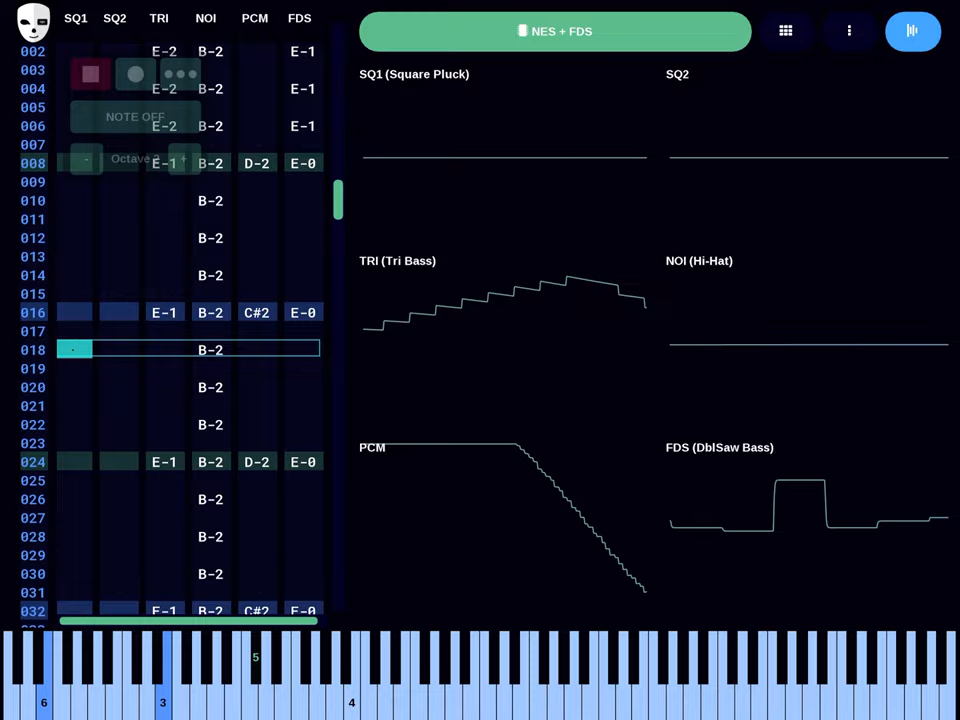 SQ1 SQ2 TRI NOI PCM FDS
NES + FDS
002 E-2 B-2 E-1
003
004 E-2 B-2 E-1
005
NOTE OFF
006 E-2 B-2 E-1
007
- Octave +
008 E-1 B-2 D-2 E-0
009
010 B-2
011
012 B-2
013
014 B-2
015
016 E-1 B-2 C#2 E-0
017
018 · B-2
019
020 B-2
021
022 B-2
023
024 E-1 B-2 D-2 E-0
025
026 B-2
027
028 B-2
029
030 B-2
031
032 E-1 B-2 C#2 E-0
SQ1 (Square Pluck)
SQ2
TRI (Tri Bass)
NOI (Hi-Hat)
PCM
FDS (DblSaw Bass)
5
6 3 4